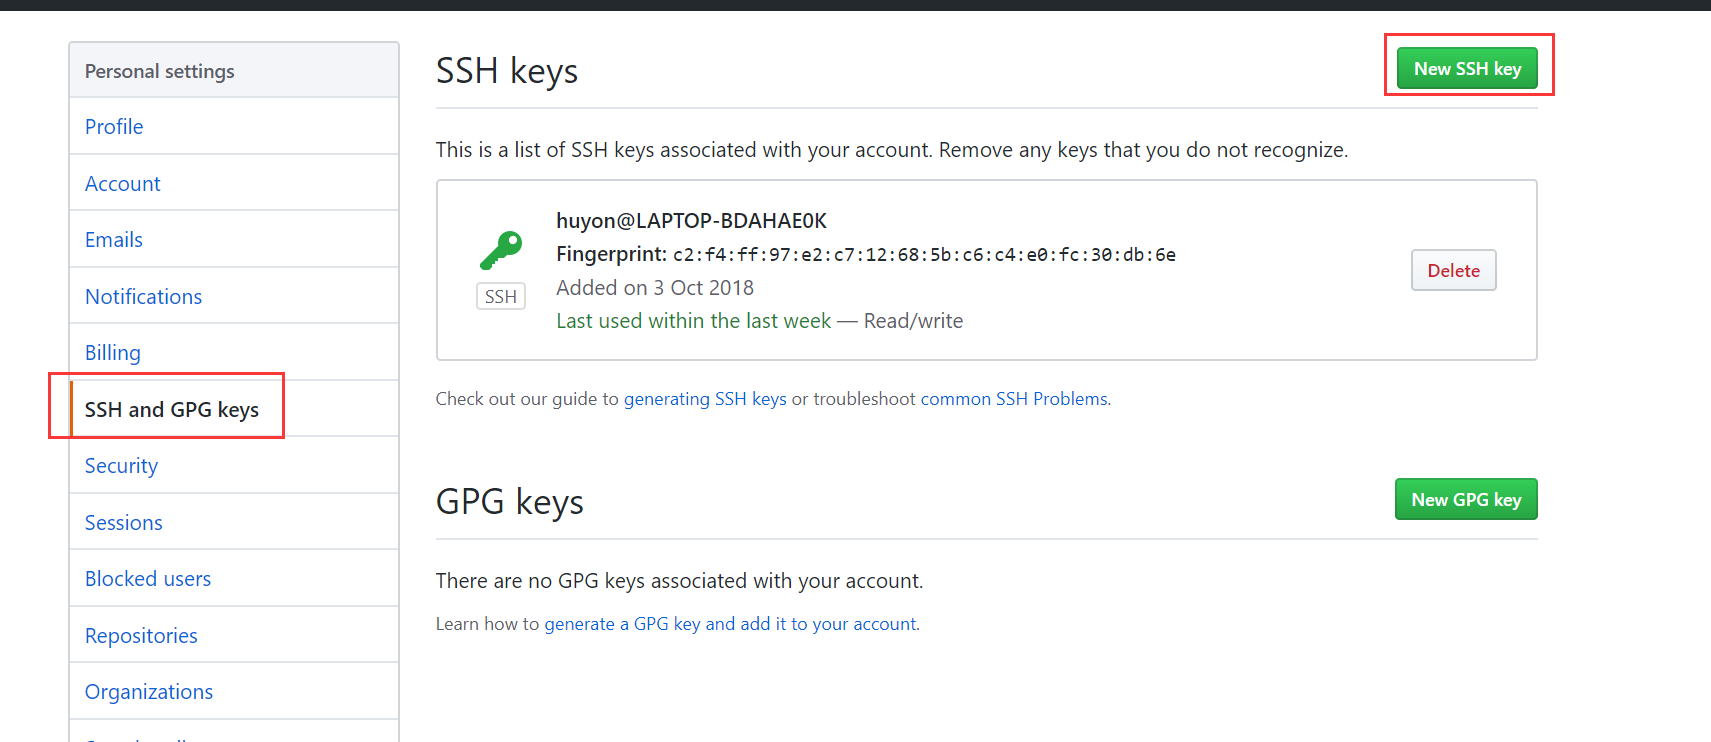 Personal settings
Profile
Account
Emails
Notifications
Billing
SSH and GPG keys
Security
Sessions
Blocked users
Repositories
Organizations
SSH keys
New SSH key
This is a list of SSH keys associated with your account. Remove any keys that you do not recognize.
huyon@LAPTOP-BDAHAE0K
Fingerprint: c2:f4:ff:97:e2:c7:12:68:5b:c6:c4:e0:fc:30:db:6e
Added on 3 Oct 2018
Last used within the last week — Read/write
SSH
Delete
Check out our guide to generating SSH keys or troubleshoot common SSH Problems.
GPG keys
New GPG key
There are no GPG keys associated with your account.
Learn how to generate a GPG key and add it to your account.